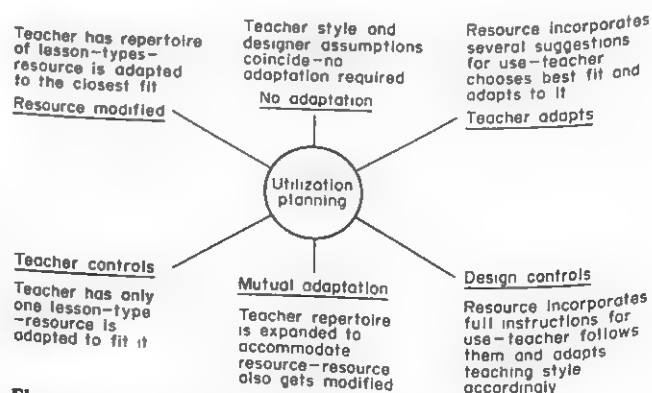 Teacher has repertoire
of lesson-types-
resource is adapted
to the closest fit
Resource modified
Teacher style and
designer assumptions
coincide-no
adaptation required
No adaptation
Resource incorporates
several suggestions
for use-teacher
chooses best fit and
adapts to it
Teacher adapts
Utilization
planning
Teacher controls
Teacher has only
one lesson-type
-resource is
adapted to fit it
Mutual adaptation
Teacher repertoire
is expanded to
accommodate
resource-resource
also gets modified
Design controls
Resource incorporates
full instructions for
use-teacher follows
them and adapts
teaching style
accordingly